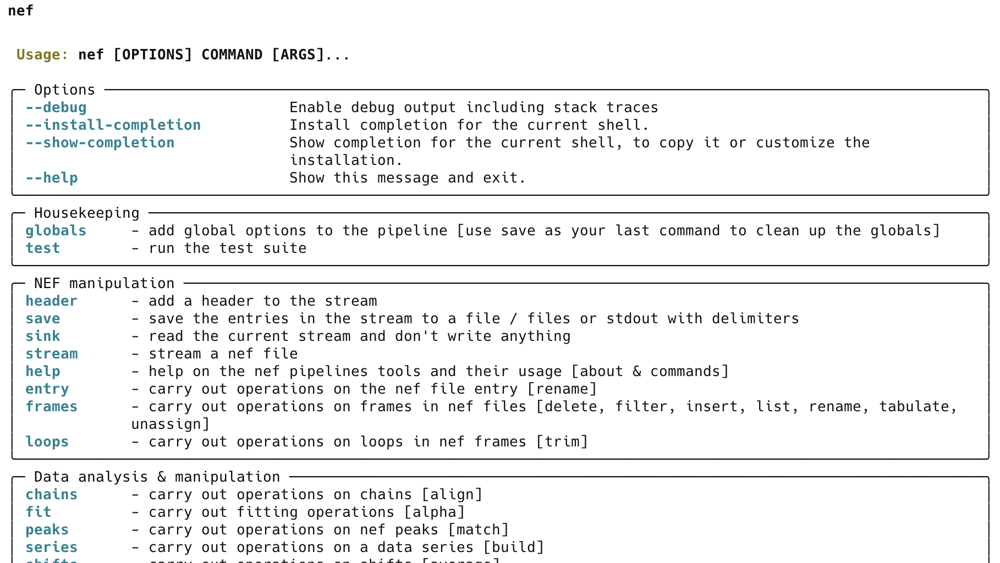 nef
Usage: nef [OPTIONS] COMMAND [ARGS]...
Options
--debug Enable debug output including stack traces
--install-completion Install completion for the current shell.
--show-completion Show completion for the current shell, to copy it or customize the
installation.
--help Show this message and exit.
Housekeeping
globals - add global options to the pipeline [use save as your last command to clean up the globals]
test - run the test suite
NEF manipulation
header - add a header to the stream
save - save the entries in the stream to a file / files or stdout with delimiters
sink - read the current stream and don't write anything
stream - stream a nef file
help - help on the nef pipelines tools and their usage [about & commands]
entry - carry out operations on the nef file entry [rename]
frames - carry out operations on frames in nef files [delete, filter, insert, list, rename, tabulate,
unassign]
loops - carry out operations on loops in nef frames [trim]
Data analysis & manipulation
chains - carry out operations on chains [align]
fit - carry out fitting operations [alpha]
peaks - carry out operations on nef peaks [match]
series - carry out operations on a data series [build]
shifts - carry out operations on shifts [average]